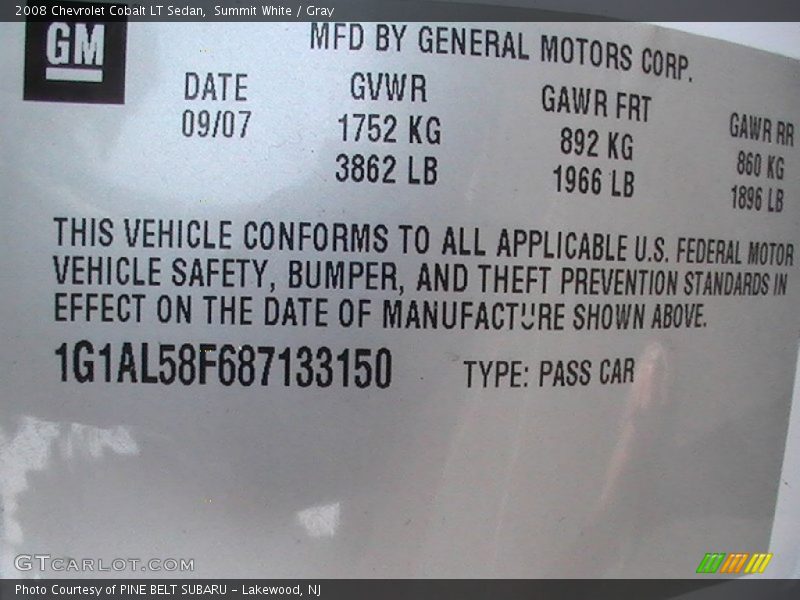 2008 Chevrolet Cobalt LT Sedan, Summit White / Gray
GM
MFD BY GENERAL MOTORS CORP.
DATE GVWR GAWR FRT GAWR RR
09/07 1752 KG 892 KG 860 KG
3862 LB 1966 LB 1896 LB
THIS VEHICLE CONFORMS TO ALL APPLICABLE U.S. FEDERAL MOTOR
VEHICLE SAFETY, BUMPER, AND THEFT PREVENTION STANDARDS IN
EFFECT ON THE DATE OF MANUFACTURE SHOWN ABOVE.
1G1AL58F687133150 TYPE: PASS CAR
GTCARLOT.COM
Photo Courtesy of PINE BELT SUBARU - Lakewood, NJ